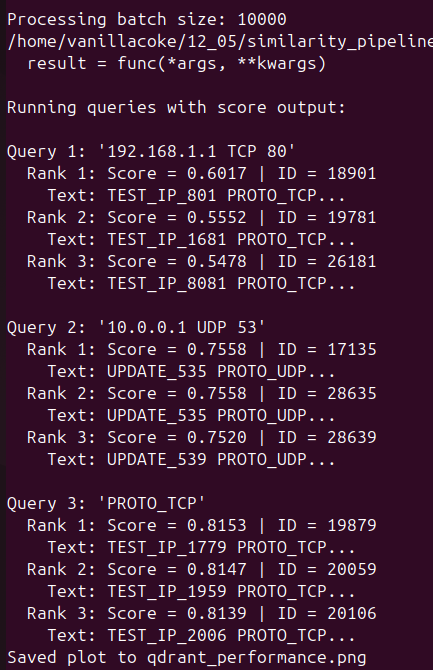 Processing batch size: 10000
/home/vanillacoke/12_05/similarity_pipeline
result = func(*args, **kwargs)
Running queries with score output:
Query 1: '192.168.1.1 TCP 80'
Rank 1: Score = 0.6017 | ID = 18901
Text: TEST_IP_801 PROTO_TCP...
Rank 2: Score = 0.5552 | ID = 19781
Text: TEST_IP_1681 PROTO_TCP...
Rank 3: Score = 0.5478 | ID = 26181
Text: TEST_IP_8081 PROTO_TCP...
Query 2: '10.0.0.1 UDP 53'
Rank 1: Score = 0.7558 | ID = 17135
Text: UPDATE_535 PROTO_UDP...
Rank 2: Score = 0.7558 | ID = 28635
Text: UPDATE_535 PROTO_UDP...
Rank 3: Score = 0.7520 | ID = 28639
Text: UPDATE_539 PROTO_UDP...
Query 3: 'PROTO_TCP'
Rank 1: Score = 0.8153 | ID = 19879
Text: TEST_IP_1779 PROTO_TCP...
Rank 2: Score = 0.8147 | ID = 20059
Text: TEST_IP_1959 PROTO_TCP...
Rank 3: Score = 0.8139 | ID = 20106
Text: TEST_IP_2006 PROTO_TCP...
Saved plot to qdrant_performance.png